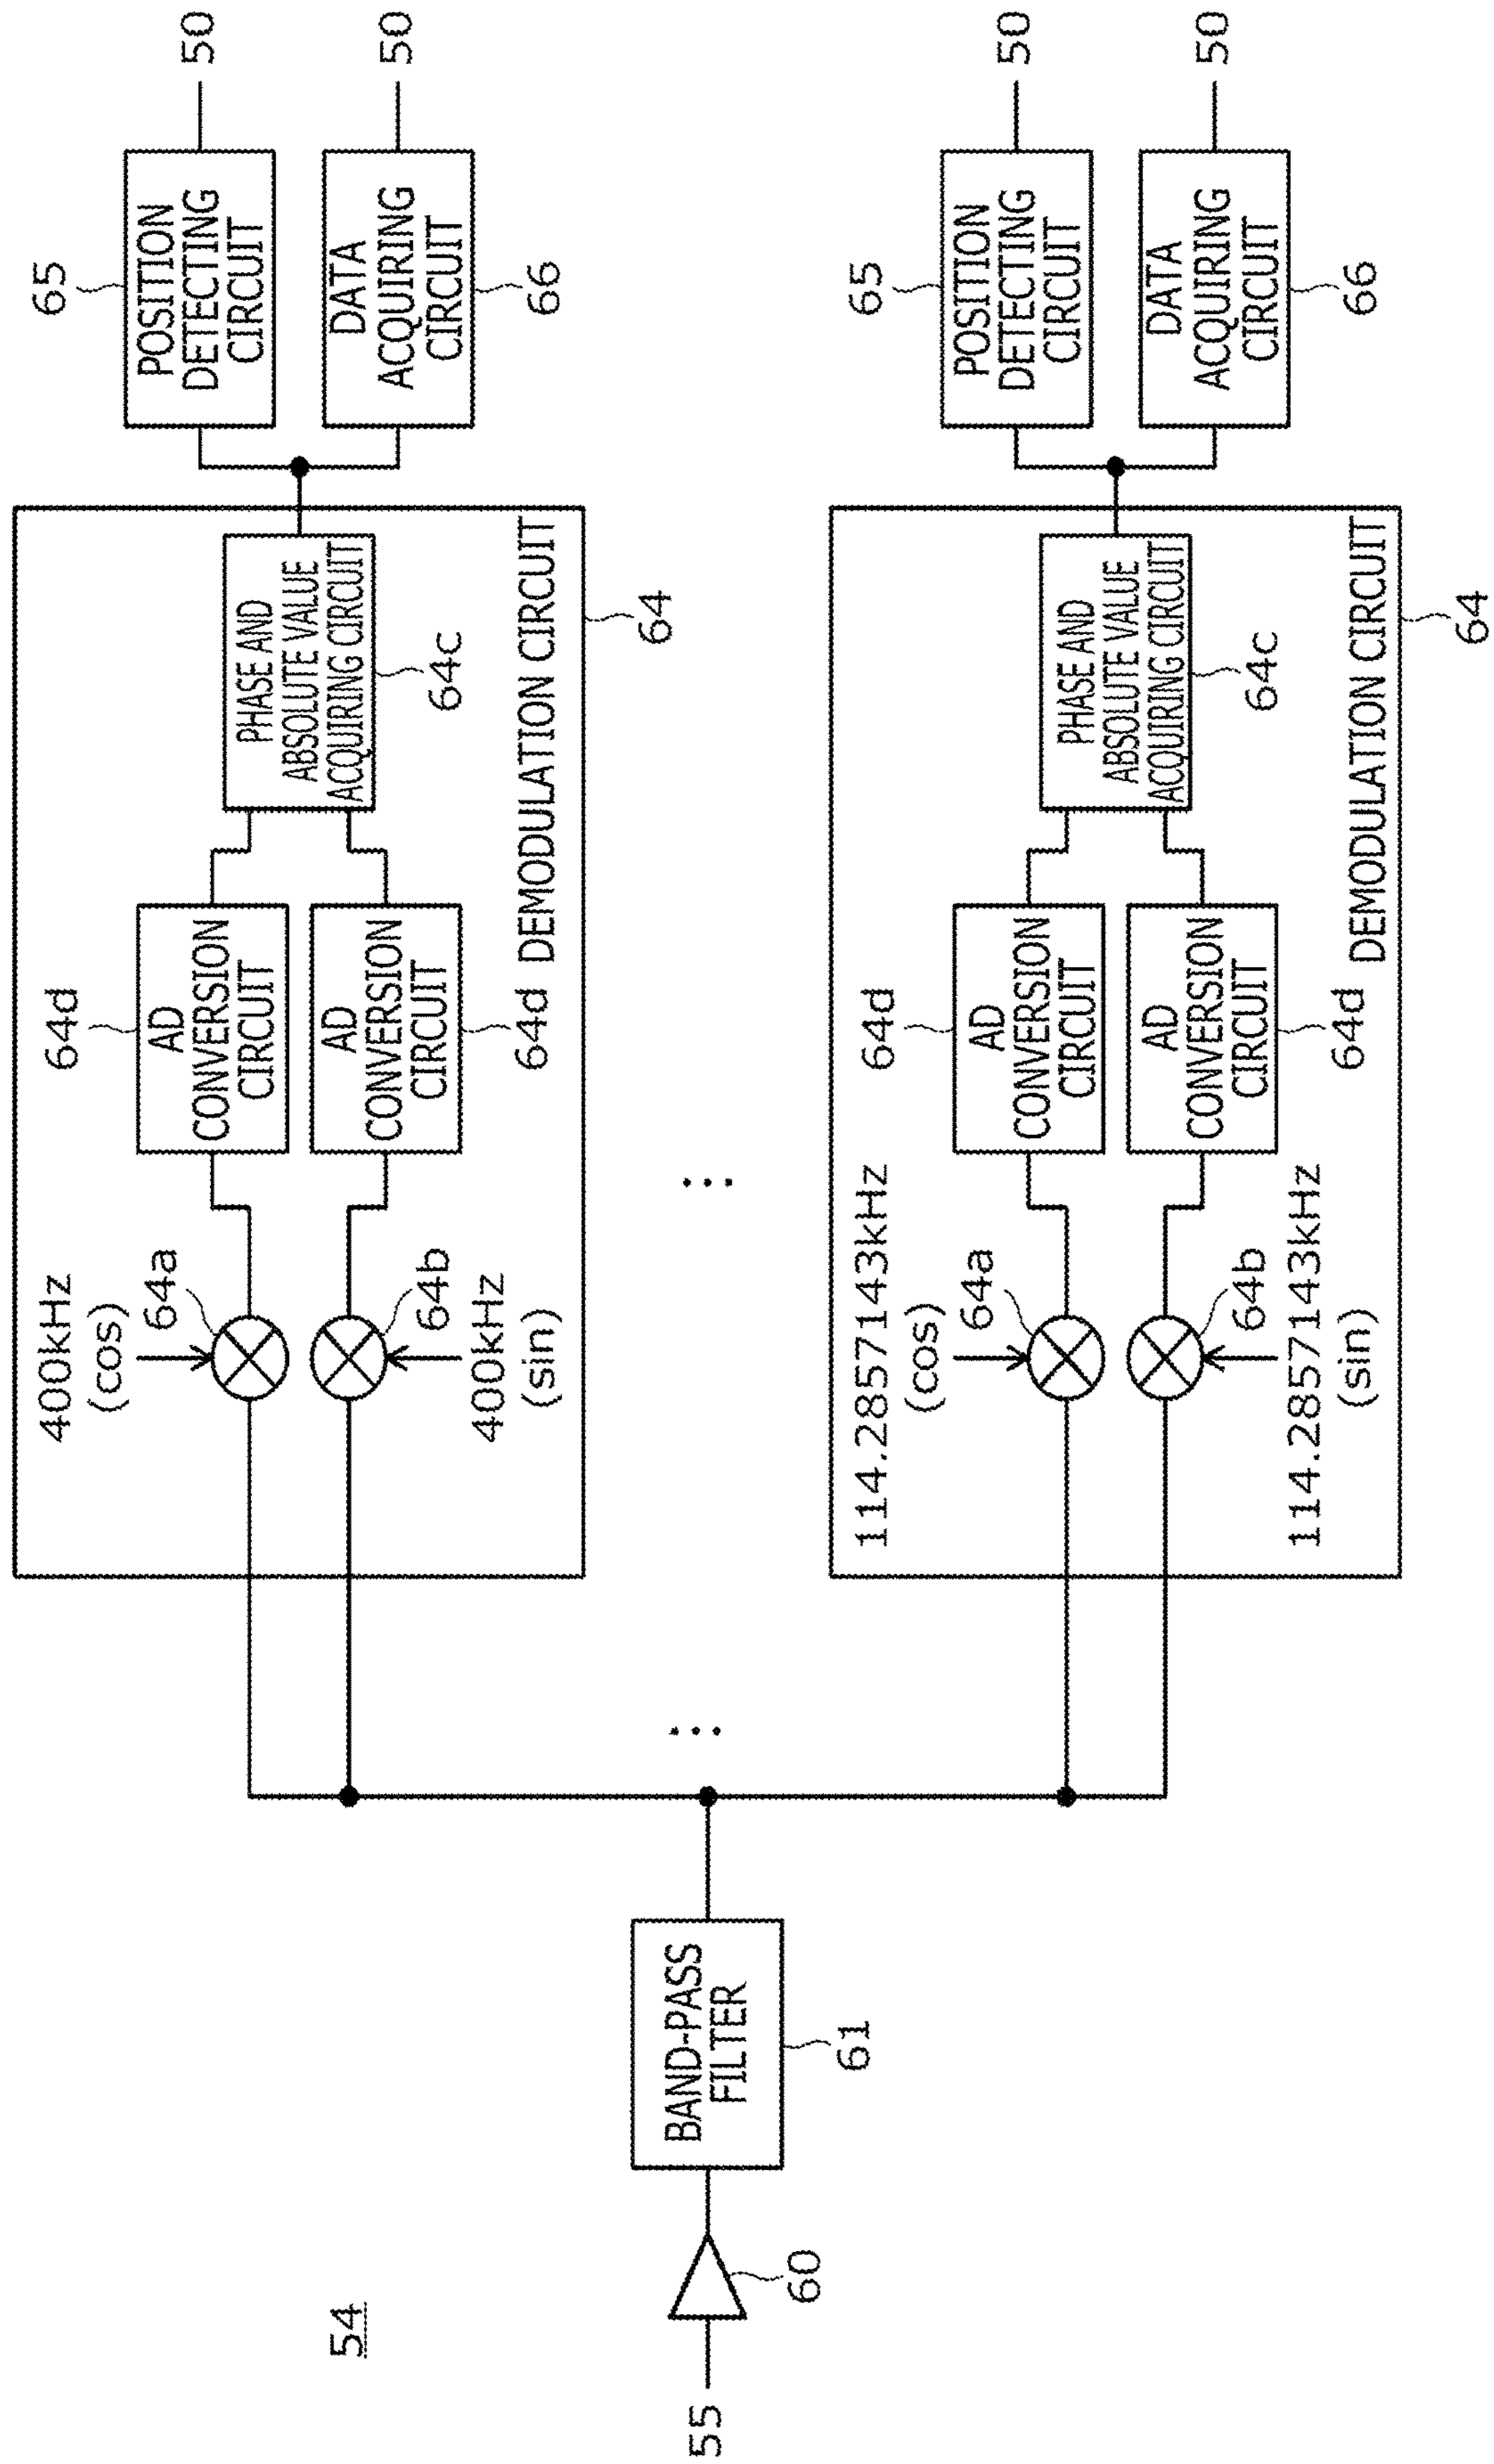 54
55
60
BAND-PASS
FILTER
61
400kHz
(cos)
64a
64b
400kHz
(sin)
64d
AD
CONVERSION
CIRCUIT
AD
CONVERSION
CIRCUIT
64d
PHASE AND
ABSOLUTE VALUE
ACQUIRING CIRCUIT
64c
DEMODULATION CIRCUIT
64
65
POSITION
DETECTING
CIRCUIT
50
DATA
ACQUIRING
CIRCUIT
66
50
114.2857143kHz
(cos)
64a
64b
114.2857143kHz
(sin)
64d
AD
CONVERSION
CIRCUIT
AD
CONVERSION
CIRCUIT
64d
PHASE AND
ABSOLUTE VALUE
ACQUIRING CIRCUIT
64c
DEMODULATION CIRCUIT
64
65
POSITION
DETECTING
CIRCUIT
50
DATA
ACQUIRING
CIRCUIT
66
50